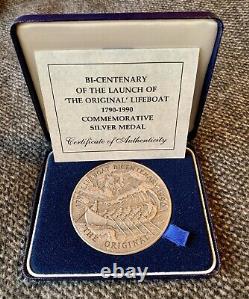 BI-CENTENARY
OF THE LAUNCH OF
'THE ORIGINAL' LIFEBOAT
1790-1990
COMMEMORATIVE
SILVER MEDAL
Certificate of Authenticity
THE ORIGINAL